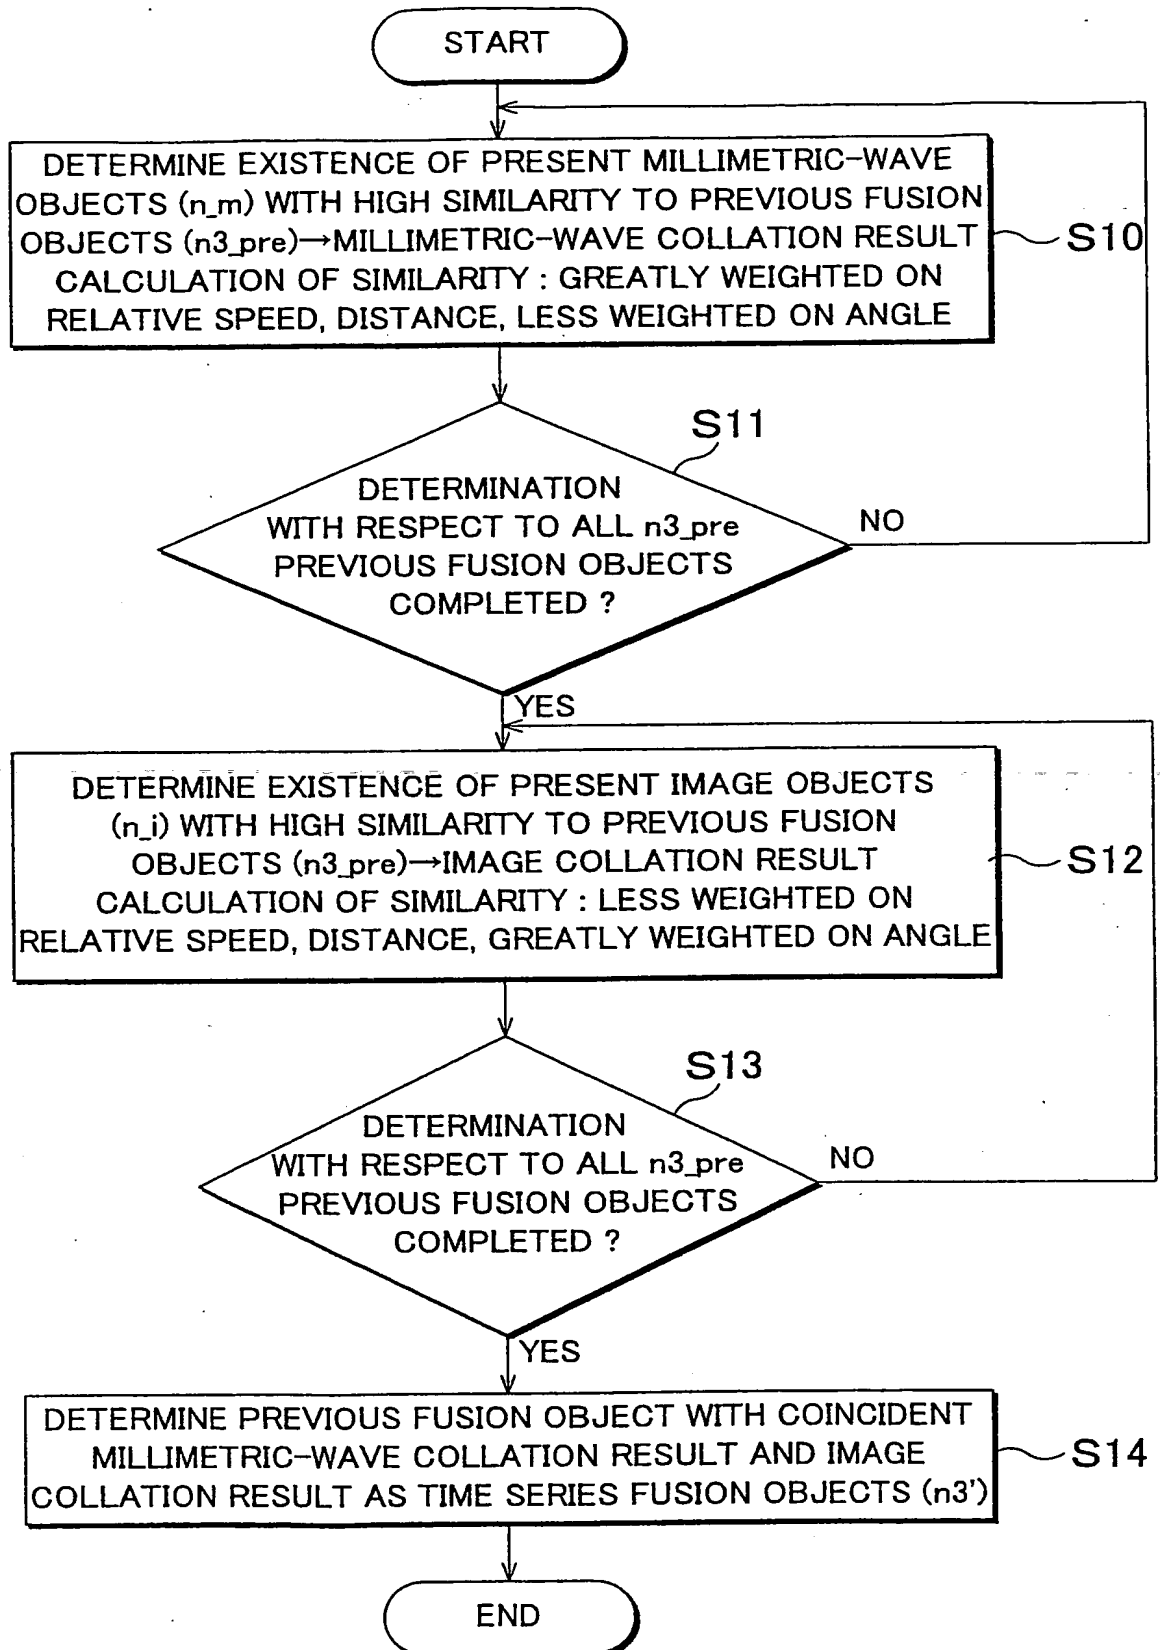 START
DETERMINE EXISTENCE OF PRESENT MILLIMETRIC-WAVE
OBJECTS (n_m) WITH HIGH SIMILARITY TO PREVIOUS FUSION
OBJECTS (n3_pre)→MILLIMETRIC-WAVE COLLATION RESULT
CALCULATION OF SIMILARITY : GREATLY WEIGHTED ON
RELATIVE SPEED, DISTANCE, LESS WEIGHTED ON ANGLE
S10
S11
DETERMINATION
WITH RESPECT TO ALL n3_pre
PREVIOUS FUSION OBJECTS
COMPLETED ?
NO
YES
DETERMINE EXISTENCE OF PRESENT IMAGE OBJECTS
(n_i) WITH HIGH SIMILARITY TO PREVIOUS FUSION
OBJECTS (n3_pre)→IMAGE COLLATION RESULT
CALCULATION OF SIMILARITY : LESS WEIGHTED ON
RELATIVE SPEED, DISTANCE, GREATLY WEIGHTED ON ANGLE
S12
S13
DETERMINATION
WITH RESPECT TO ALL n3_pre
PREVIOUS FUSION OBJECTS
COMPLETED ?
NO
YES
DETERMINE PREVIOUS FUSION OBJECT WITH COINCIDENT
MILLIMETRIC-WAVE COLLATION RESULT AND IMAGE
COLLATION RESULT AS TIME SERIES FUSION OBJECTS (n3')
S14
END